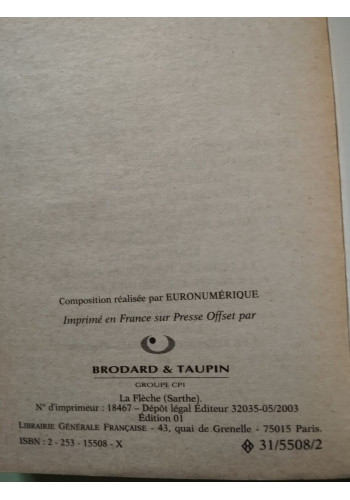 Composition réalisée par EURONUMÉRIQUE
Imprimé en France sur Presse Offset par
BRODARD & TAUPIN
GROUPE CPI
La Flèche (Sarthe).
N° d'imprimeur : 18467 – Dépôt légal Éditeur 32035-05/2003
Édition 01
LIBRAIRIE GÉNÉRALE FRANÇAISE - 43, quai de Grenelle - 75015 Paris.
ISBN : 2 - 253 - 15508 - X
31/5508/2